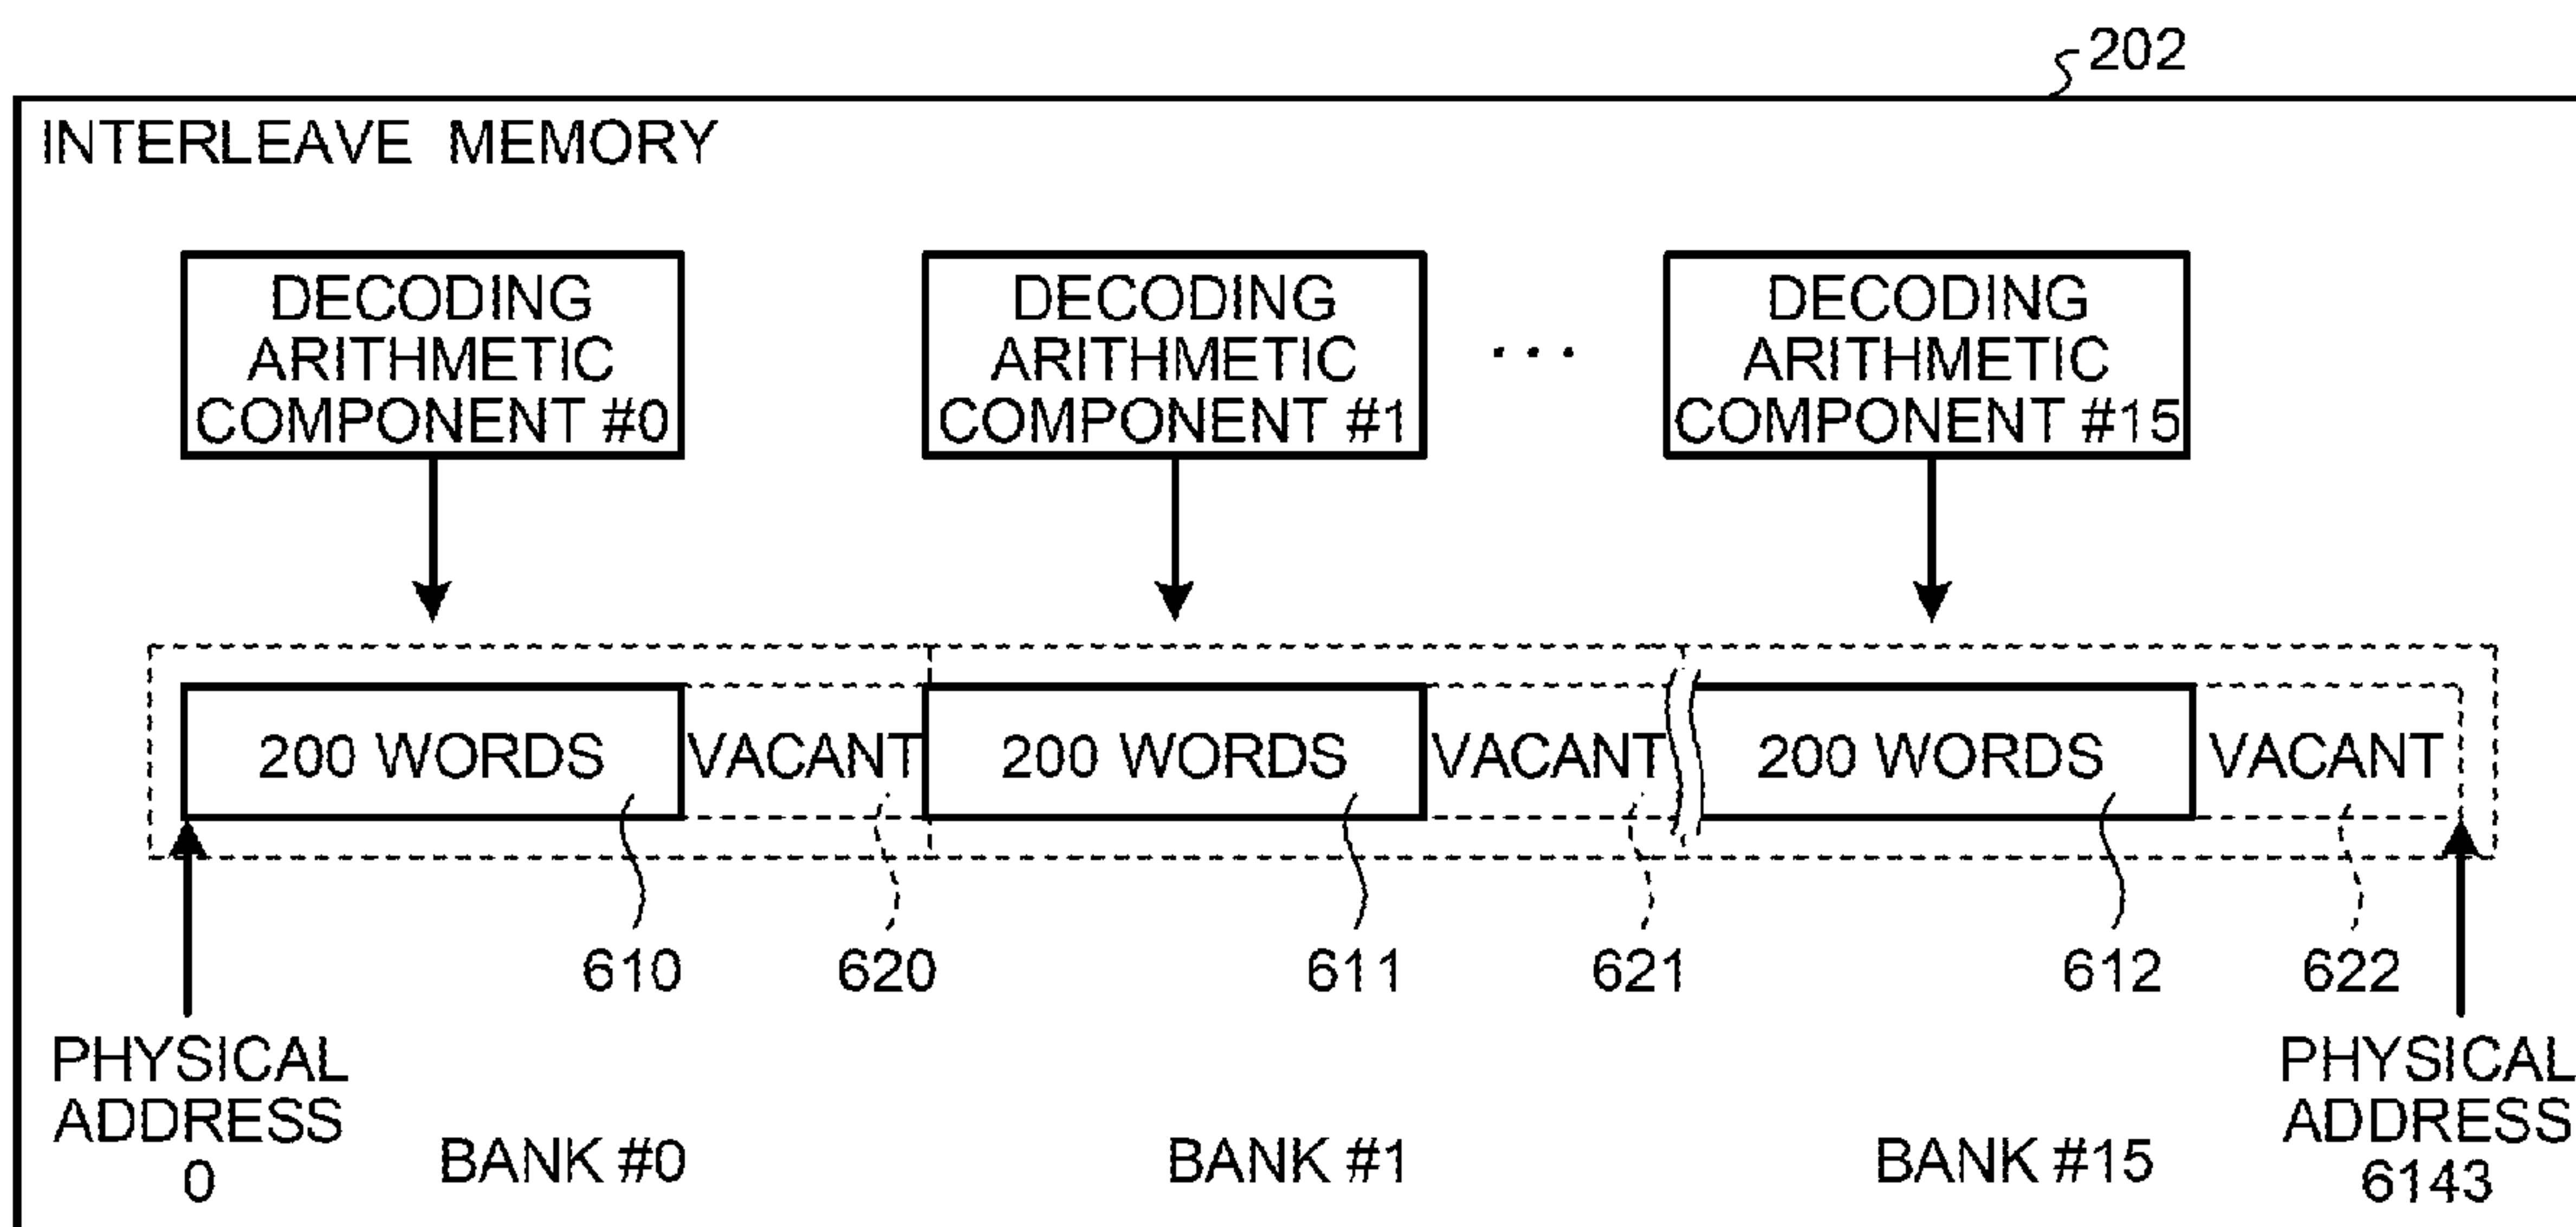 202
INTERLEAVE MEMORY
DECODING
ARITHMETIC
COMPONENT #0
DECODING
ARITHMETIC
COMPONENT #1
...
DECODING
ARITHMETIC
COMPONENT #15
200 WORDS
VACANT
200 WORDS
VACANT
200 WORDS
VACANT
610
620
611
621
612
622
PHYSICAL
ADDRESS
0
BANK #0
BANK #1
BANK #15
PHYSICAL
ADDRESS
6143